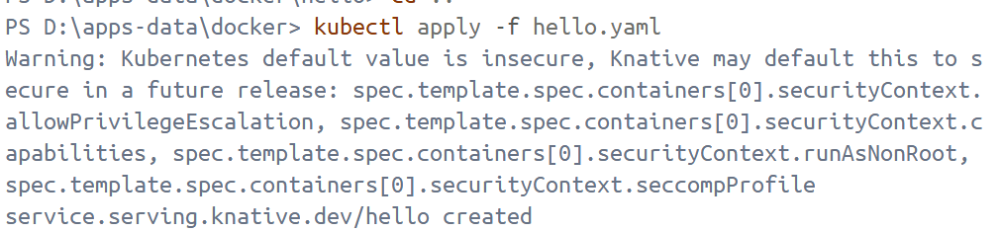 PS D:\apps-data\docker> kubectl apply -f hello.yaml
Warning: Kubernetes default value is insecure, Knative may default this to s
ecure in a future release: spec.template.spec.containers[0].securityContext.
allowPrivilegeEscalation, spec.template.spec.containers[0].securityContext.c
apabilities, spec.template.spec.containers[0].securityContext.runAsNonRoot,
spec.template.spec.containers[0].securityContext.seccompProfile
service.serving.knative.dev/hello created